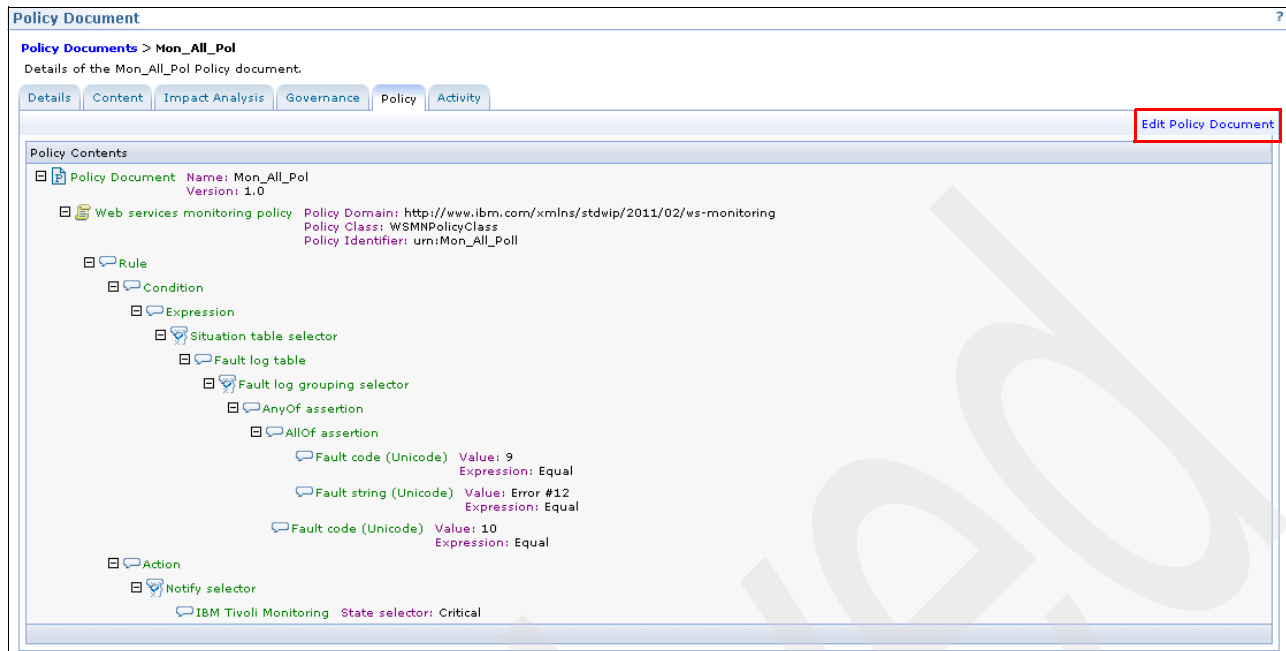 Policy Document
?
Policy Documents > Mon_All_Pol
Details of the Mon_All_Pol Policy document.
Details Content Impact Analysis Governance Policy Activity
Edit Policy Document
Policy Contents
Policy Document Name: Mon_All_Pol
Version: 1.0
Web services monitoring policy Policy Domain: http://www.ibm.com/xmlns/stdwip/2011/02/ws-monitoring
Policy Class: WSMNPolicyClass
Policy Identifier: urn:Mon_All_Poll
Rule
Condition
Expression
Situation table selector
Fault log table
Fault log grouping selector
AnyOf assertion
AllOf assertion
Fault code (Unicode) Value: 9
Expression: Equal
Fault string (Unicode) Value: Error #12
Expression: Equal
Fault code (Unicode) Value: 10
Expression: Equal
Action
Notify selector
IBM Tivoli Monitoring State selector: Critical